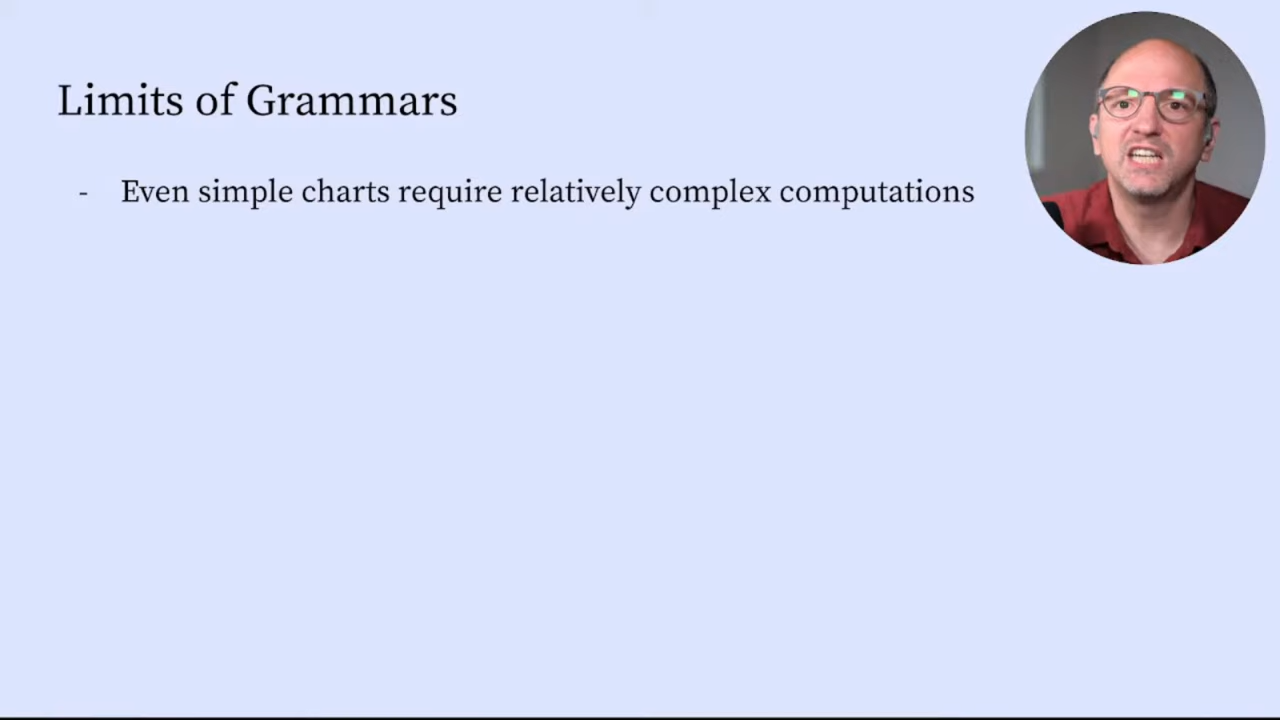 Limits of Grammars
- Even simple charts require relatively complex computations